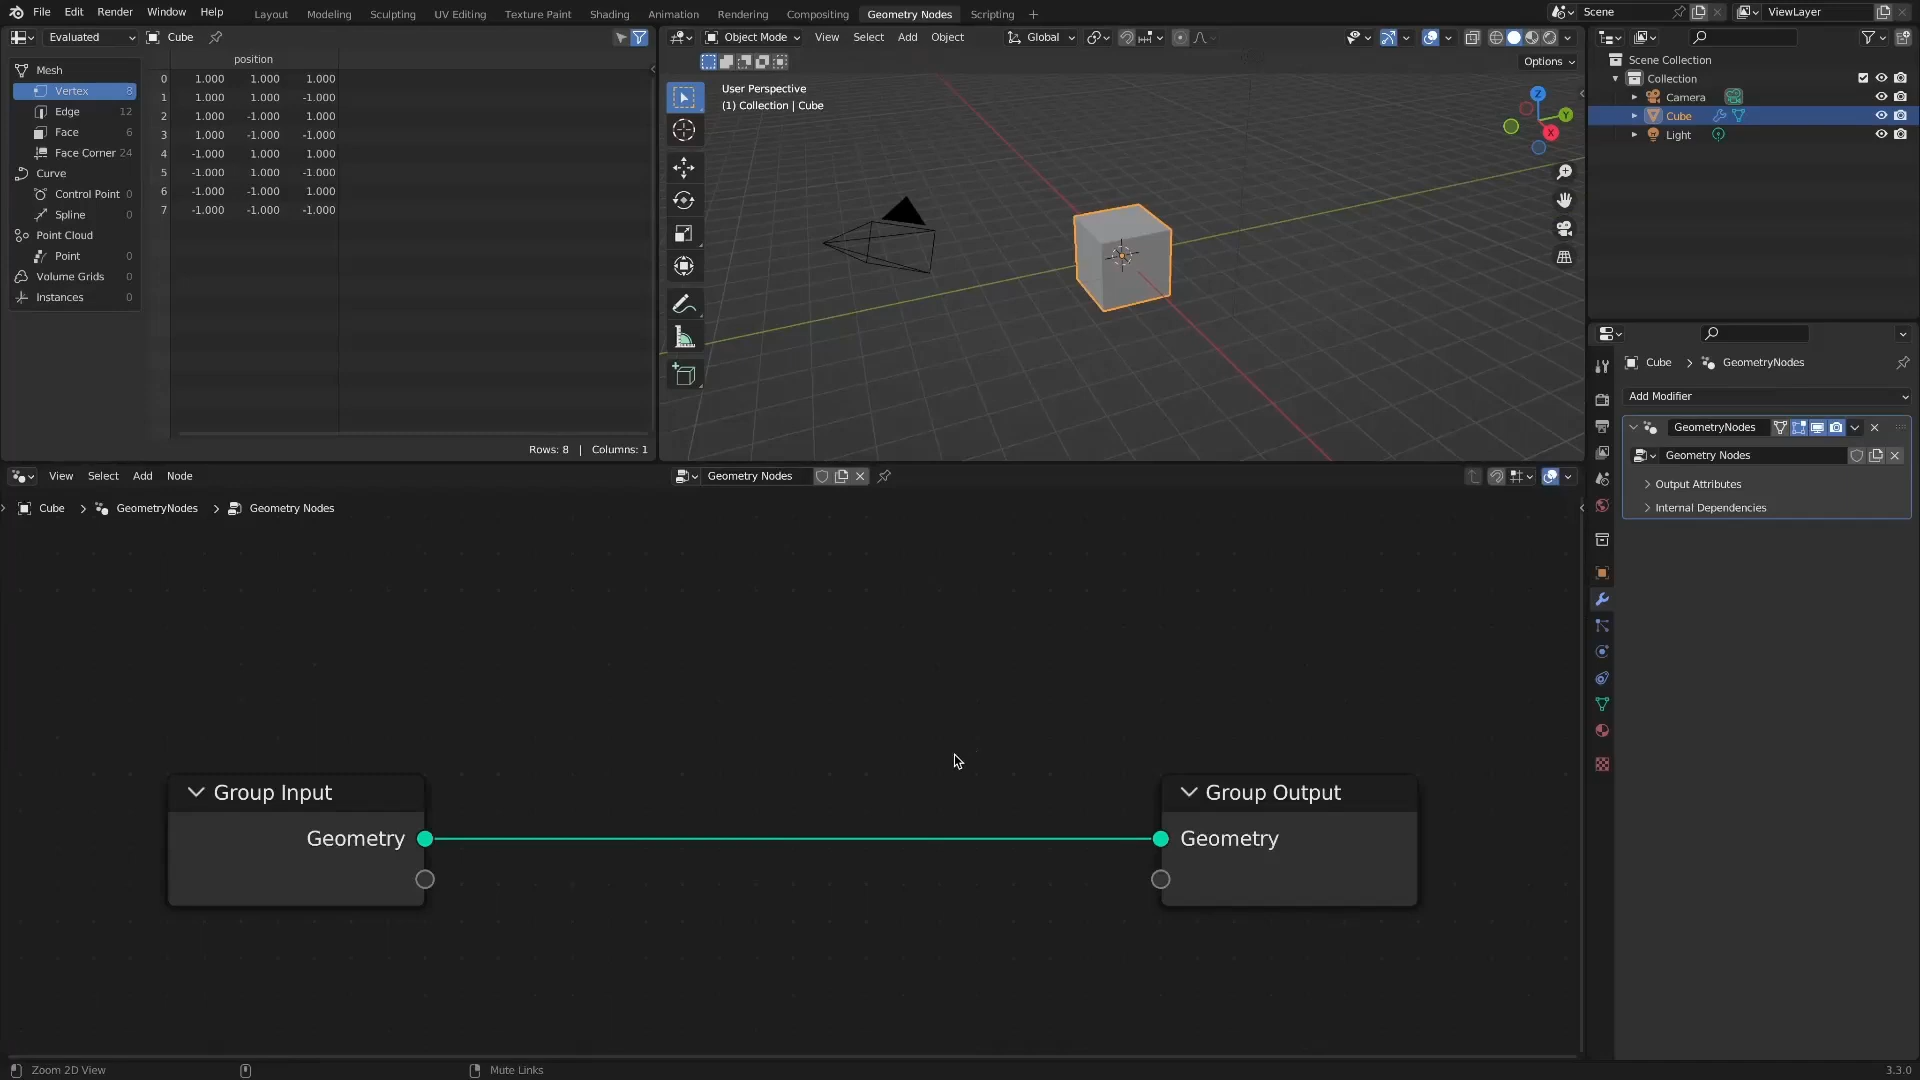 File Edit Render Window Help Layout Modeling Sculpting UV Editing Texture Paint Shading Animation Rendering Compositing Geometry Nodes Scripting + Scene ViewLayer
Evaluated Cube
position
Mesh
Vertex 8
Edge 12
Face 6
Face Corner 24
Curve
Control Point 0
Spline 0
Point Cloud
Point 0
Volume Grids 0
Instances 0
0 1.000 1.000 1.000
1 1.000 1.000 -1.000
2 1.000 -1.000 1.000
3 1.000 -1.000 -1.000
4 -1.000 1.000 1.000
5 -1.000 1.000 -1.000
6 -1.000 -1.000 1.000
7 -1.000 -1.000 -1.000
Rows: 8 | Columns: 1
Object Mode View Select Add Object Global
Options
User Perspective
(1) Collection | Cube
Z
Y
X
Scene Collection
Collection
Camera
Cube
Light
Cube > GeometryNodes
Add Modifier
GeometryNodes
Geometry Nodes
Output Attributes
Internal Dependencies
View Select Add Node Geometry Nodes
Cube > GeometryNodes > Geometry Nodes
Group Input
Geometry
Group Output
Geometry
Zoom 2D View Mute Links 3.3.0